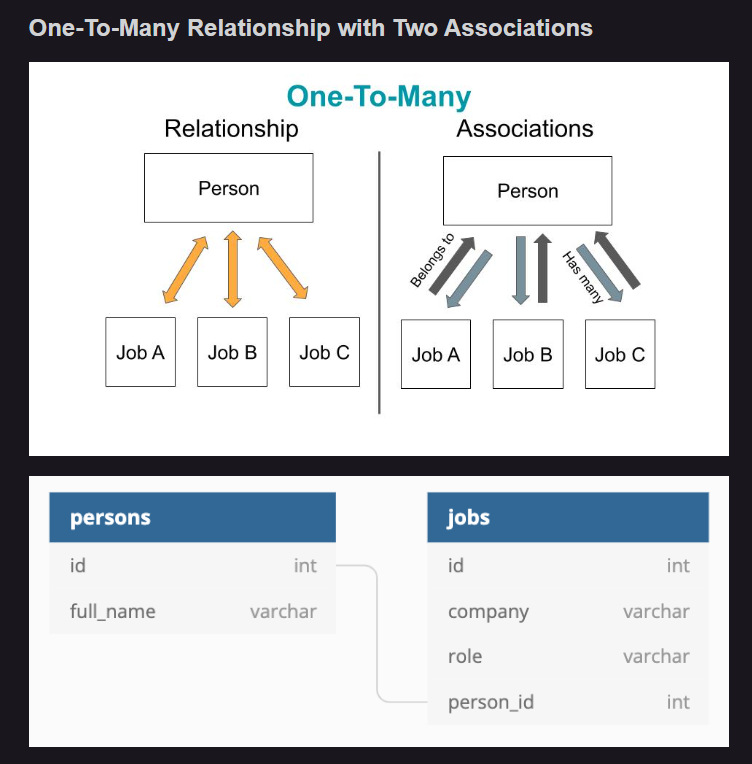 One-To-Many Relationship with Two Associations
One-To-Many
Relationship
Associations
Person
Person
Belongs to
Has many
Job A
Job B
Job C
Job A
Job B
Job C
persons
id int
full_name varchar
jobs
id int
company varchar
role varchar
person_id int